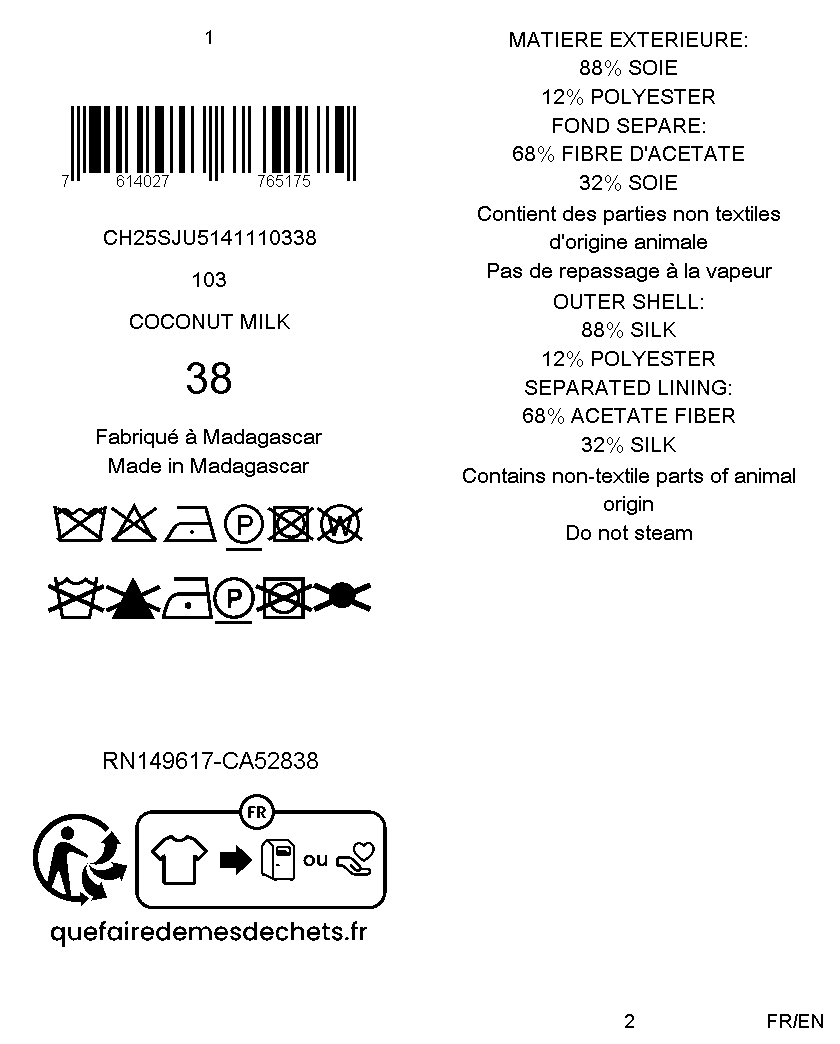 1
7 614027 765175
CH25SJU5141110338
103
COCONUT MILK
38
Fabriqué à Madagascar
Made in Madagascar
P W
P
RN149617-CA52838
FR
ou
quefairedemesdechets.fr
MATIERE EXTERIEURE:
88% SOIE
12% POLYESTER
FOND SEPARE:
68% FIBRE D'ACETATE
32% SOIE
Contient des parties non textiles
d'origine animale
Pas de repassage à la vapeur
OUTER SHELL:
88% SILK
12% POLYESTER
SEPARATED LINING:
68% ACETATE FIBER
32% SILK
Contains non-textile parts of animal
origin
Do not steam
2
FR/EN